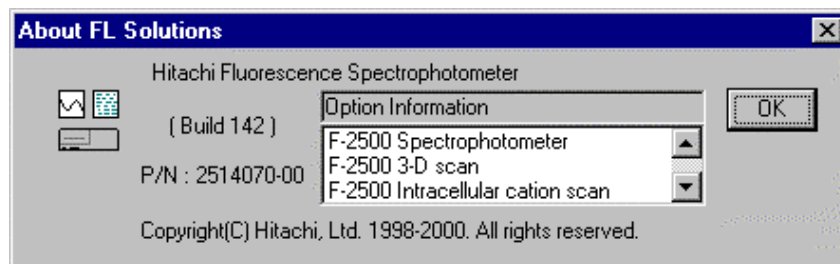 About FL Solutions
Hitachi Fluorescence Spectrophotometer
Option Information
OK
( Build 142 )
F-2500 Spectrophotometer
F-2500 3-D scan
P/N : 2514070-00
F-2500 Intracellular cation scan
Copyright(C) Hitachi, Ltd. 1998-2000. All rights reserved.